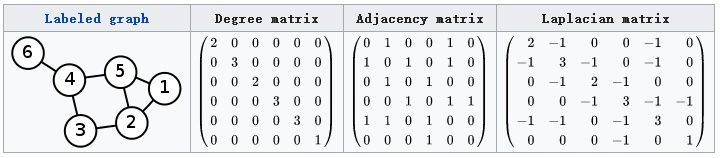 Labeled graph Degree matrix Adjacency matrix Laplacian matrix
6
4
5
1
3
2
2 0 0 0 0 0
0 3 0 0 0 0
0 0 2 0 0 0
0 0 0 3 0 0
0 0 0 0 3 0
0 0 0 0 0 1
0 1 0 0 1 0
1 0 1 0 1 0
0 1 0 1 0 0
0 0 1 0 1 1
1 1 0 1 0 0
0 0 0 1 0 0
2 −1 0 0 −1 0
−1 3 −1 0 −1 0
0 −1 2 −1 0 0
0 0 −1 3 −1 −1
−1 −1 0 −1 3 0
0 0 0 −1 0 1